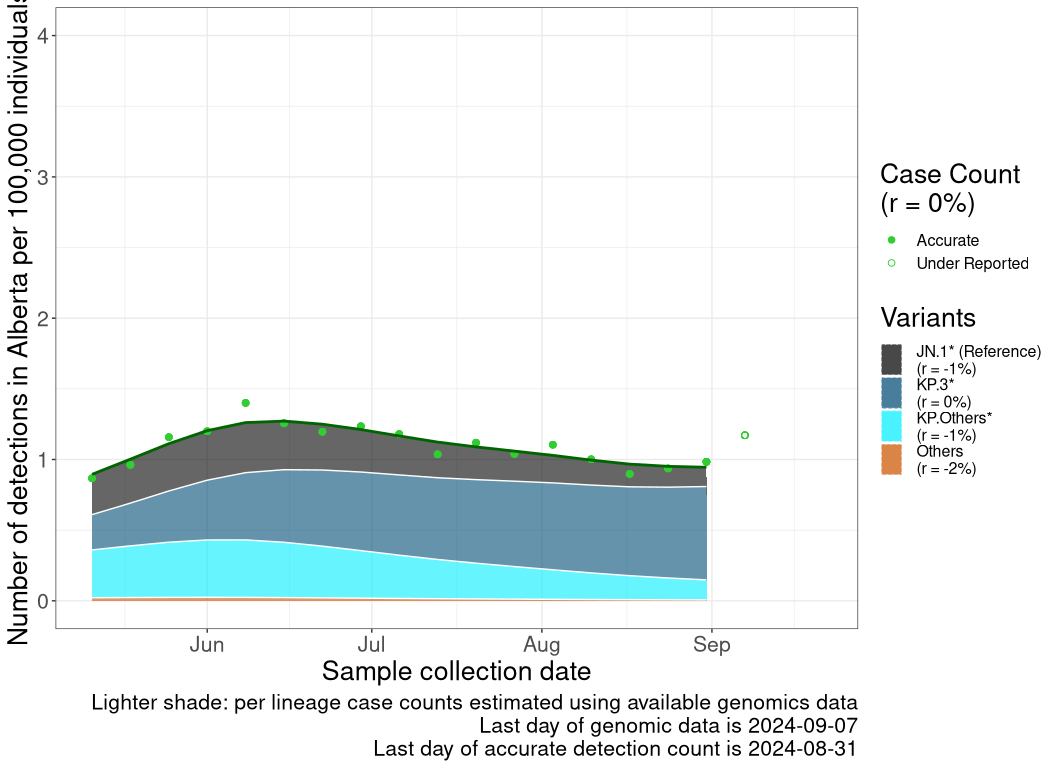 Number of detections in Alberta per 100,000 individuals
4
3
2
1
0
Jun Jul Aug Sep
Sample collection date
Lighter shade: per lineage case counts estimated using available genomics data
Last day of genomic data is 2024-09-07
Last day of accurate detection count is 2024-08-31
Case Count
(r = 0%)
Accurate
Under Reported
Variants
JN.1* (Reference)
(r = -1%)
KP.3*
(r = 0%)
KP.Others*
(r = -1%)
Others
(r = -2%)